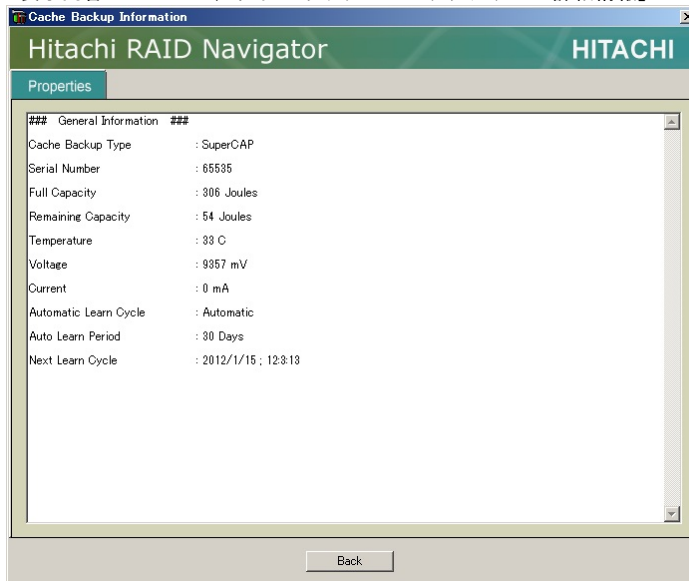 Cache Backup Information
Hitachi RAID Navigator HITACHI
Properties
### General Information ###
Cache Backup Type : SuperCAP
Serial Number : 65535
Full Capacity : 306 Joules
Remaining Capacity : 54 Joules
Temperature : 33 C
Voltage : 9357 mV
Current : 0 mA
Automatic Learn Cycle : Automatic
Auto Learn Period : 30 Days
Next Learn Cycle : 2012/1/15 ; 12:3:13
Back